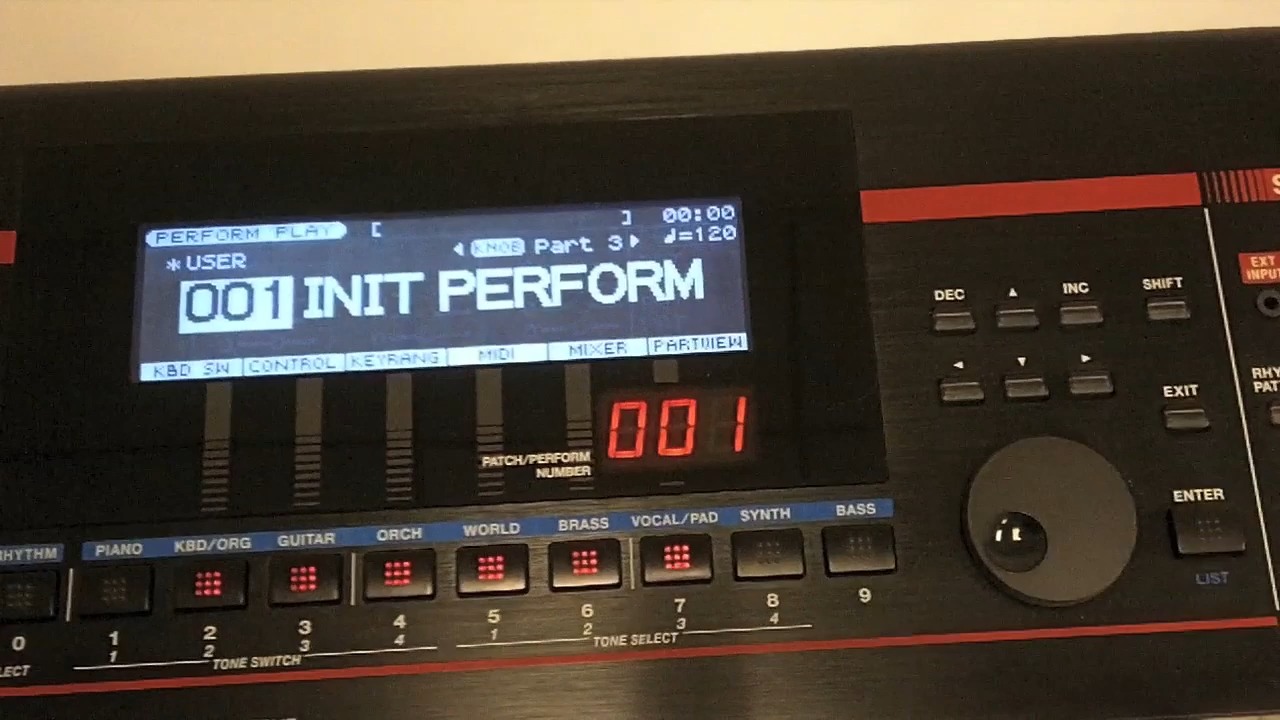 PERFORM PLAY [ ] 00:00
◀ KNOB Part 3 ▶ ♩=120
*USER
001 INIT PERFORM
KBD SW CONTROL KEYRANG MIDI MIXER PARTVIEW
PATCH/PERFORM
NUMBER
001
RHYTHM PIANO KBD/ORG GUITAR ORCH WORLD BRASS VOCAL/PAD SYNTH BASS
0 1 2 3 4 5 6 7 8 9
1 2 3 4 1 2 3 4
LECT TONE SWITCH TONE SELECT
DEC ▲ INC SHIFT
◀ ▼ ▶
EXIT
ENTER
LIST
S
EXT
INPUT
RHY
PAT